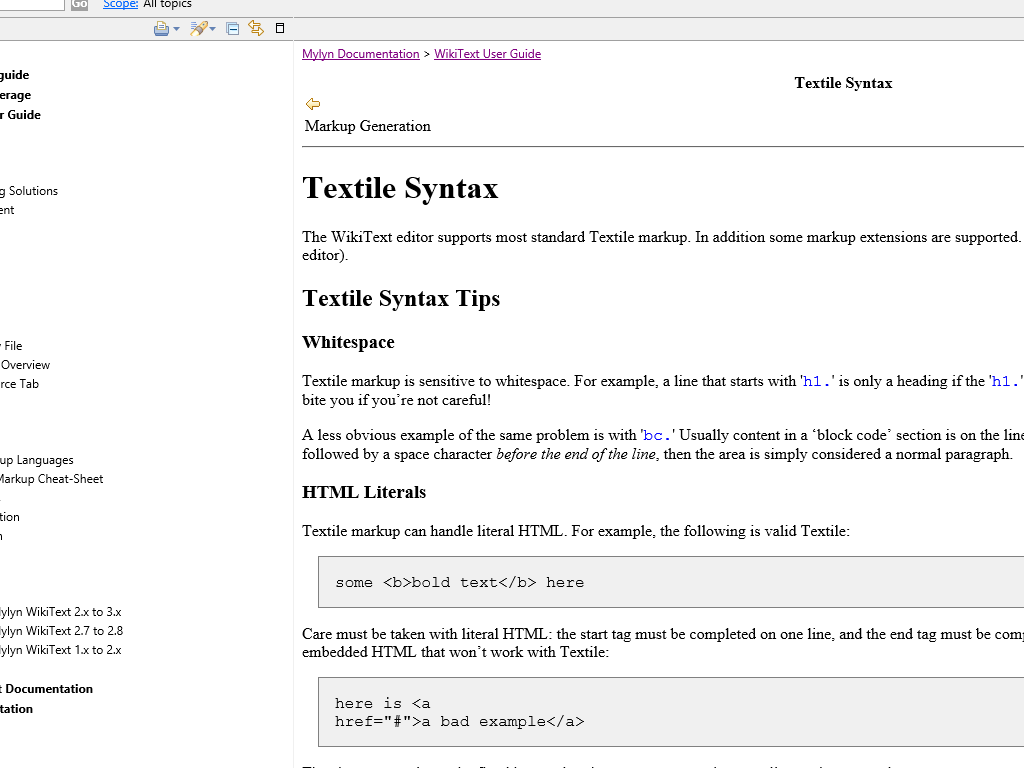 Go Scope: All topics
guide
erage
r Guide
g Solutions
ent
File
Overview
rce Tab
up Languages
Markup Cheat-Sheet
tion
ylyn WikiText 2.x to 3.x
ylyn WikiText 2.7 to 2.8
ylyn WikiText 1.x to 2.x
t Documentation
tation
Mylyn Documentation > WikiText User Guide
Textile Syntax
Markup Generation
Textile Syntax
The WikiText editor supports most standard Textile markup. In addition some markup extensions are supported.
editor).
Textile Syntax Tips
Whitespace
Textile markup is sensitive to whitespace. For example, a line that starts with 'h1.' is only a heading if the 'h1.'
bite you if you’re not careful!
A less obvious example of the same problem is with 'bc.' Usually content in a ‘block code’ section is on the line
followed by a space character before the end of the line, then the area is simply considered a normal paragraph.
HTML Literals
Textile markup can handle literal HTML. For example, the following is valid Textile:
some <b>bold text</b> here
Care must be taken with literal HTML: the start tag must be completed on one line, and the end tag must be comp
embedded HTML that won’t work with Textile:
here is <a
href="#">a bad example</a>